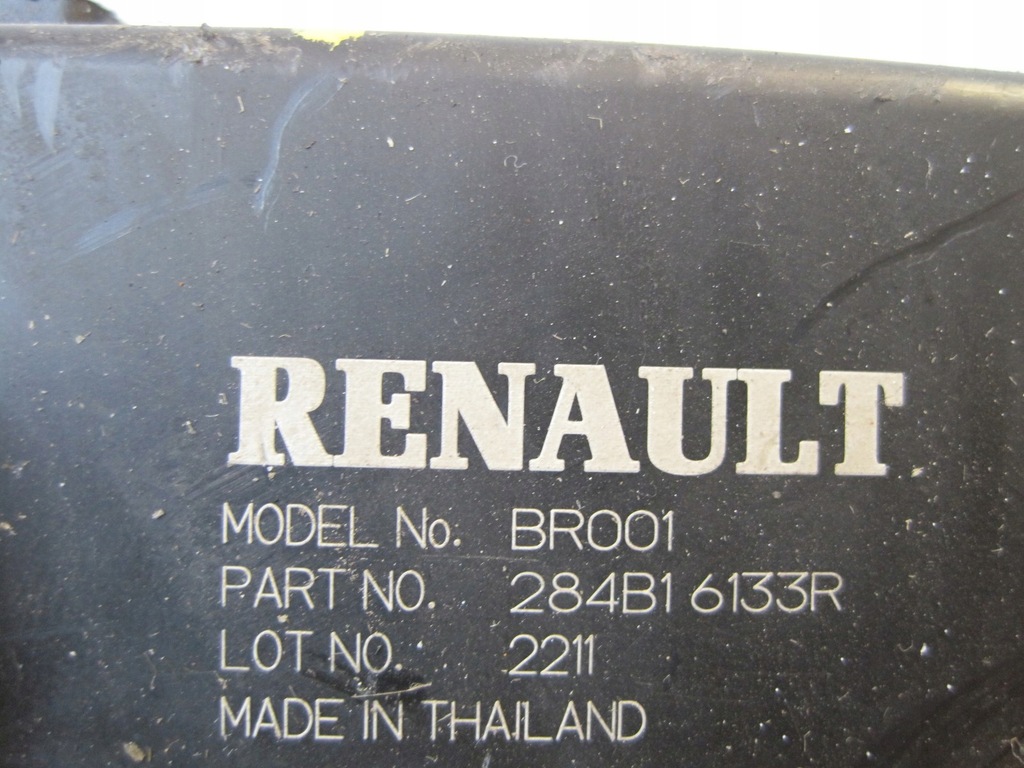 RENAULT
MODEL No. BR001
PART NO. 284B1 6133R
LOT NO. 2211
MADE IN THAILAND